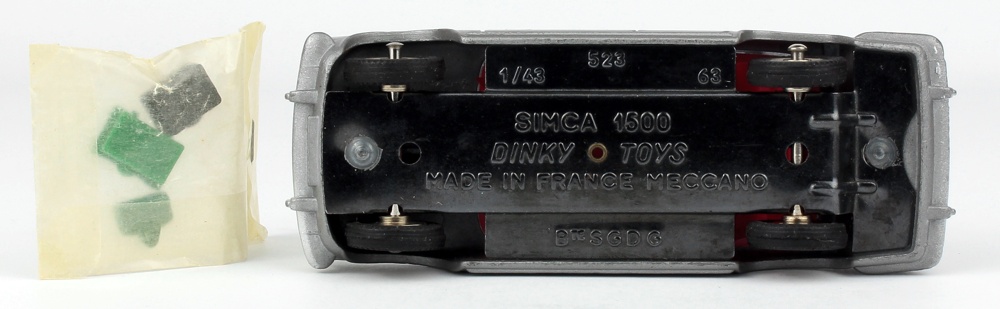 523
1/43 63
SIMCA 1500
DINKY TOYS
MADE IN FRANCE MECCANO
Bᵗᵉ SGDG